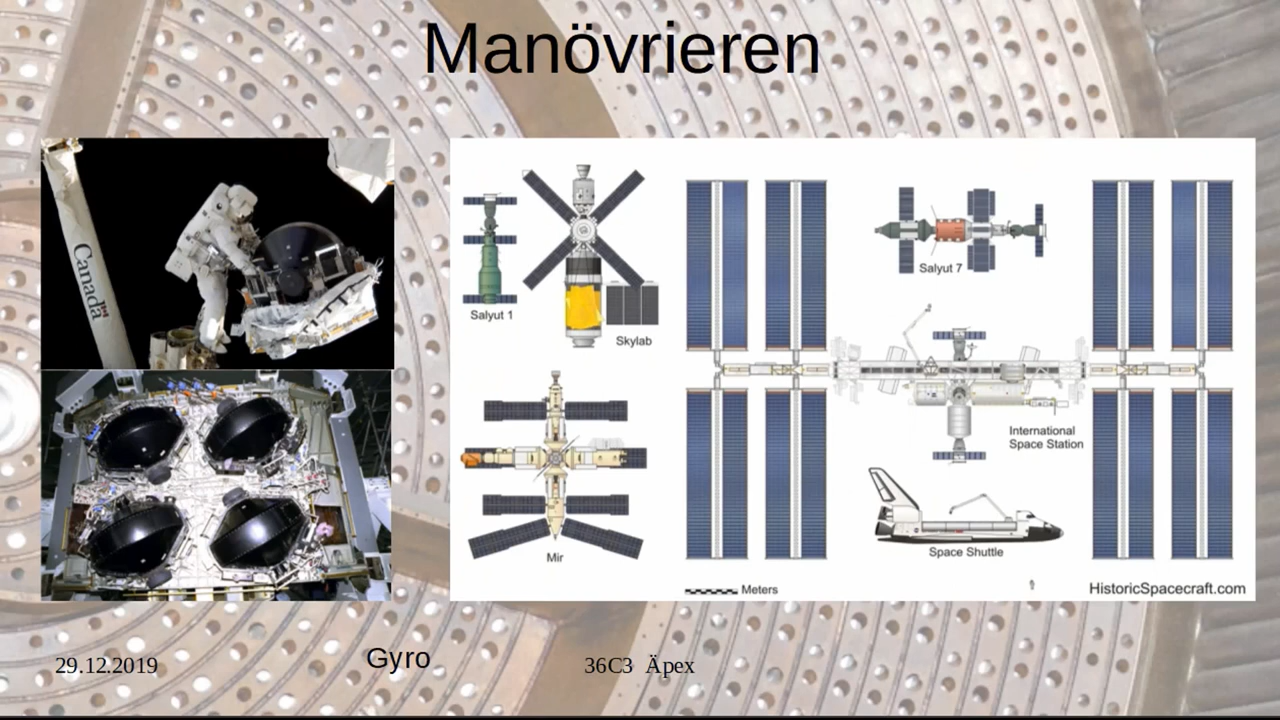 Manövrieren
Canada
Salyut 1
Skylab
Salyut 7
International
Space Station
Mir
Space Shuttle
Meters
HistoricSpacecraft.com
29.12.2019
Gyro
36C3 Äpex